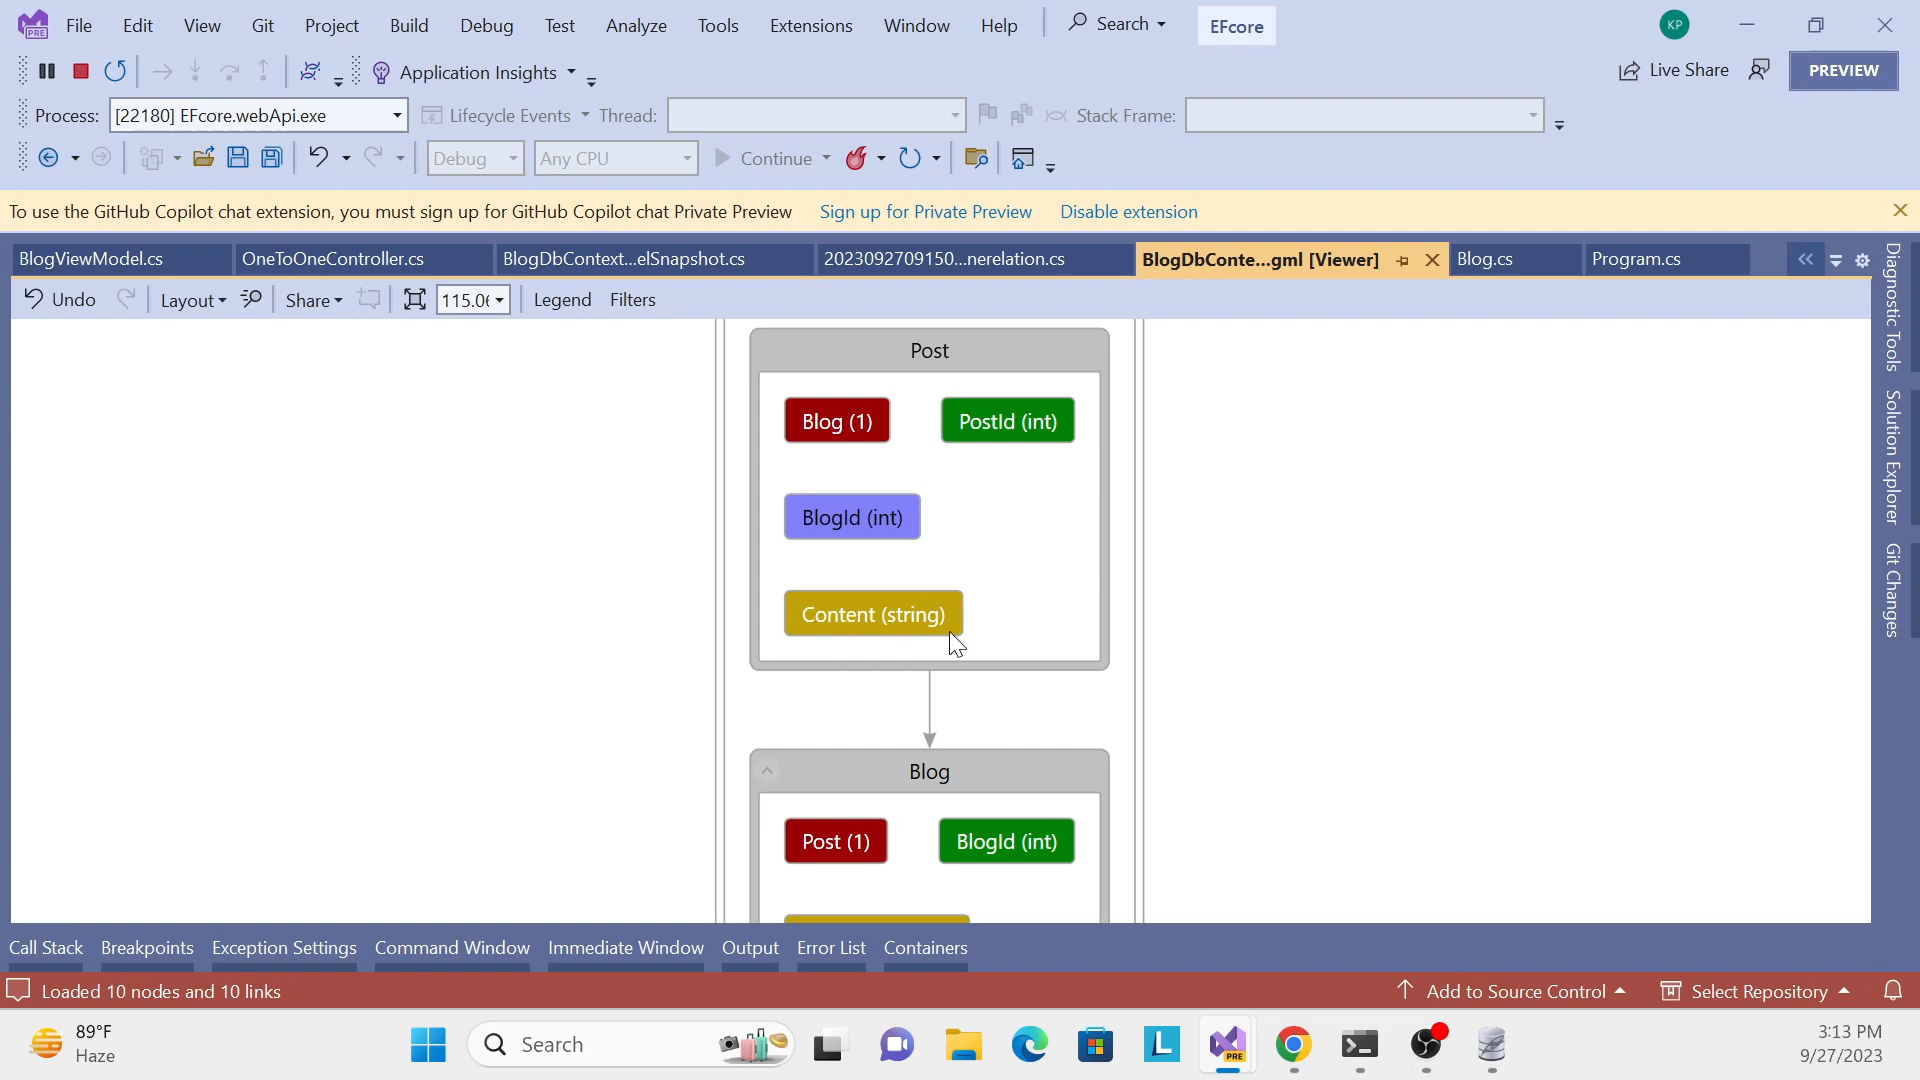 File Edit View Git Project Build Debug Test Analyze Tools Extensions Window Help Search EFcore KP
Application Insights Live Share PREVIEW
Process: [22180] EFcore.webApi.exe Lifecycle Events Thread: Stack Frame:
Debug Any CPU Continue
To use the GitHub Copilot chat extension, you must sign up for GitHub Copilot chat Private Preview Sign up for Private Preview Disable extension
BlogViewModel.cs OneToOneController.cs BlogDbContext...elSnapshot.cs 2023092709150...nerelation.cs BlogDbConte...gml [Viewer] Blog.cs Program.cs
Undo Layout Share 115.0 Legend Filters
Post
Blog (1) PostId (int)
BlogId (int)
Content (string)
Blog
Post (1) BlogId (int)
Diagnostic Tools
Solution Explorer
Git Changes
Call Stack Breakpoints Exception Settings Command Window Immediate Window Output Error List Containers
Loaded 10 nodes and 10 links Add to Source Control Select Repository
89°F
Haze
Search
PRE
L
3:13 PM
9/27/2023